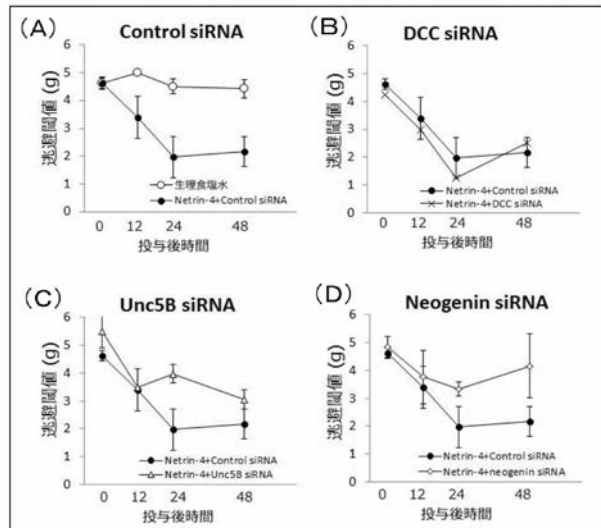 (A)
Control siRNA
逃避閾値 (g)
6
5
4
3
2
1
0
生理食塩水
Netrin-4+Control siRNA
0 12 24 48
投与後時間
(B)
DCC siRNA
逃避閾値 (g)
6
5
4
3
2
1
0
Netrin-4+Control siRNA
Netrin-4+DCC siRNA
0 12 24 48
投与後時間
(C)
Unc5B siRNA
逃避閾値 (g)
6
5
4
3
2
1
0
Netrin-4+Control siRNA
Netrin-4+Unc5B siRNA
0 12 24 48
投与後時間
(D)
Neogenin siRNA
逃避閾値 (g)
6
5
4
3
2
1
0
Netrin-4+Control siRNA
Netrin-4+neogenin siRNA
0 12 24 48
投与後時間